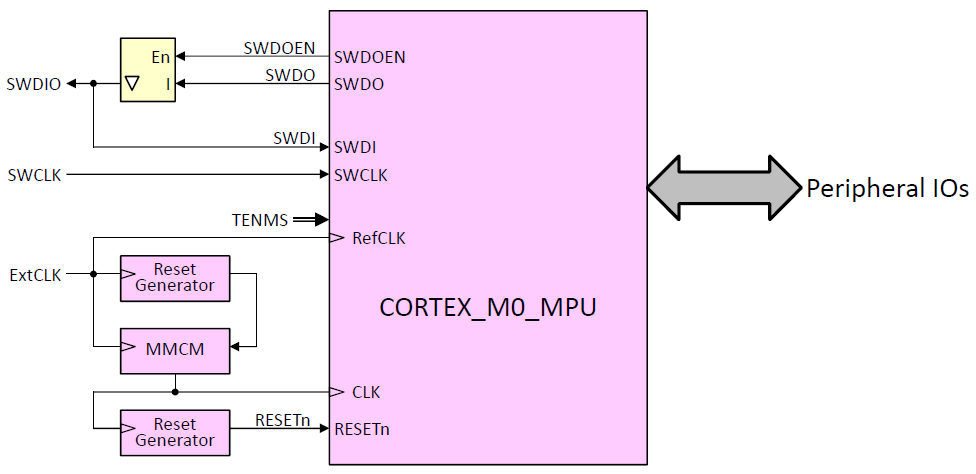 SWDOEN
En
SWDOEN
SWDIO
I
SWDO
SWDO
SWDI
SWDI
SWCLK
SWCLK
Peripheral IOs
TENMS
RefCLK
ExtCLK
Reset
Generator
CORTEX_M0_MPU
MMCM
CLK
Reset
Generator
RESETn
RESETn